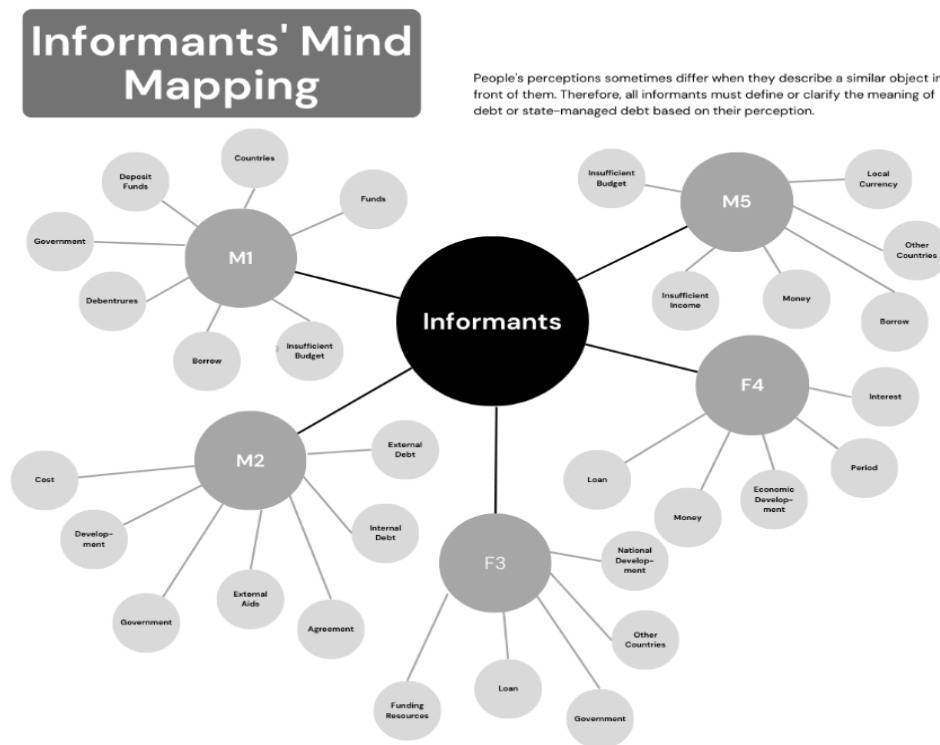 Informants' Mind
Mapping
People's perceptions sometimes differ when they describe a similar object in
front of them. Therefore, all informants must define or clarify the meaning of
debt or state-managed debt based on their perception.
Informants
M1
Countries
Deposit
Funds
Funds
Government
Debentrures
Borrow
Insufficient
Budget
M5
Insufficient
Budget
Local
Currency
Other
Countries
Insufficient
Income
Money
Borrow
F4
Interest
Period
Economic
Develop-
ment
Money
Loan
M2
External
Debt
Cost
Develop-
ment
Internal
Debt
Government
External
Aids
Agreement
F3
National
Develop-
ment
Other
Countries
Funding
Resources
Loan
Government